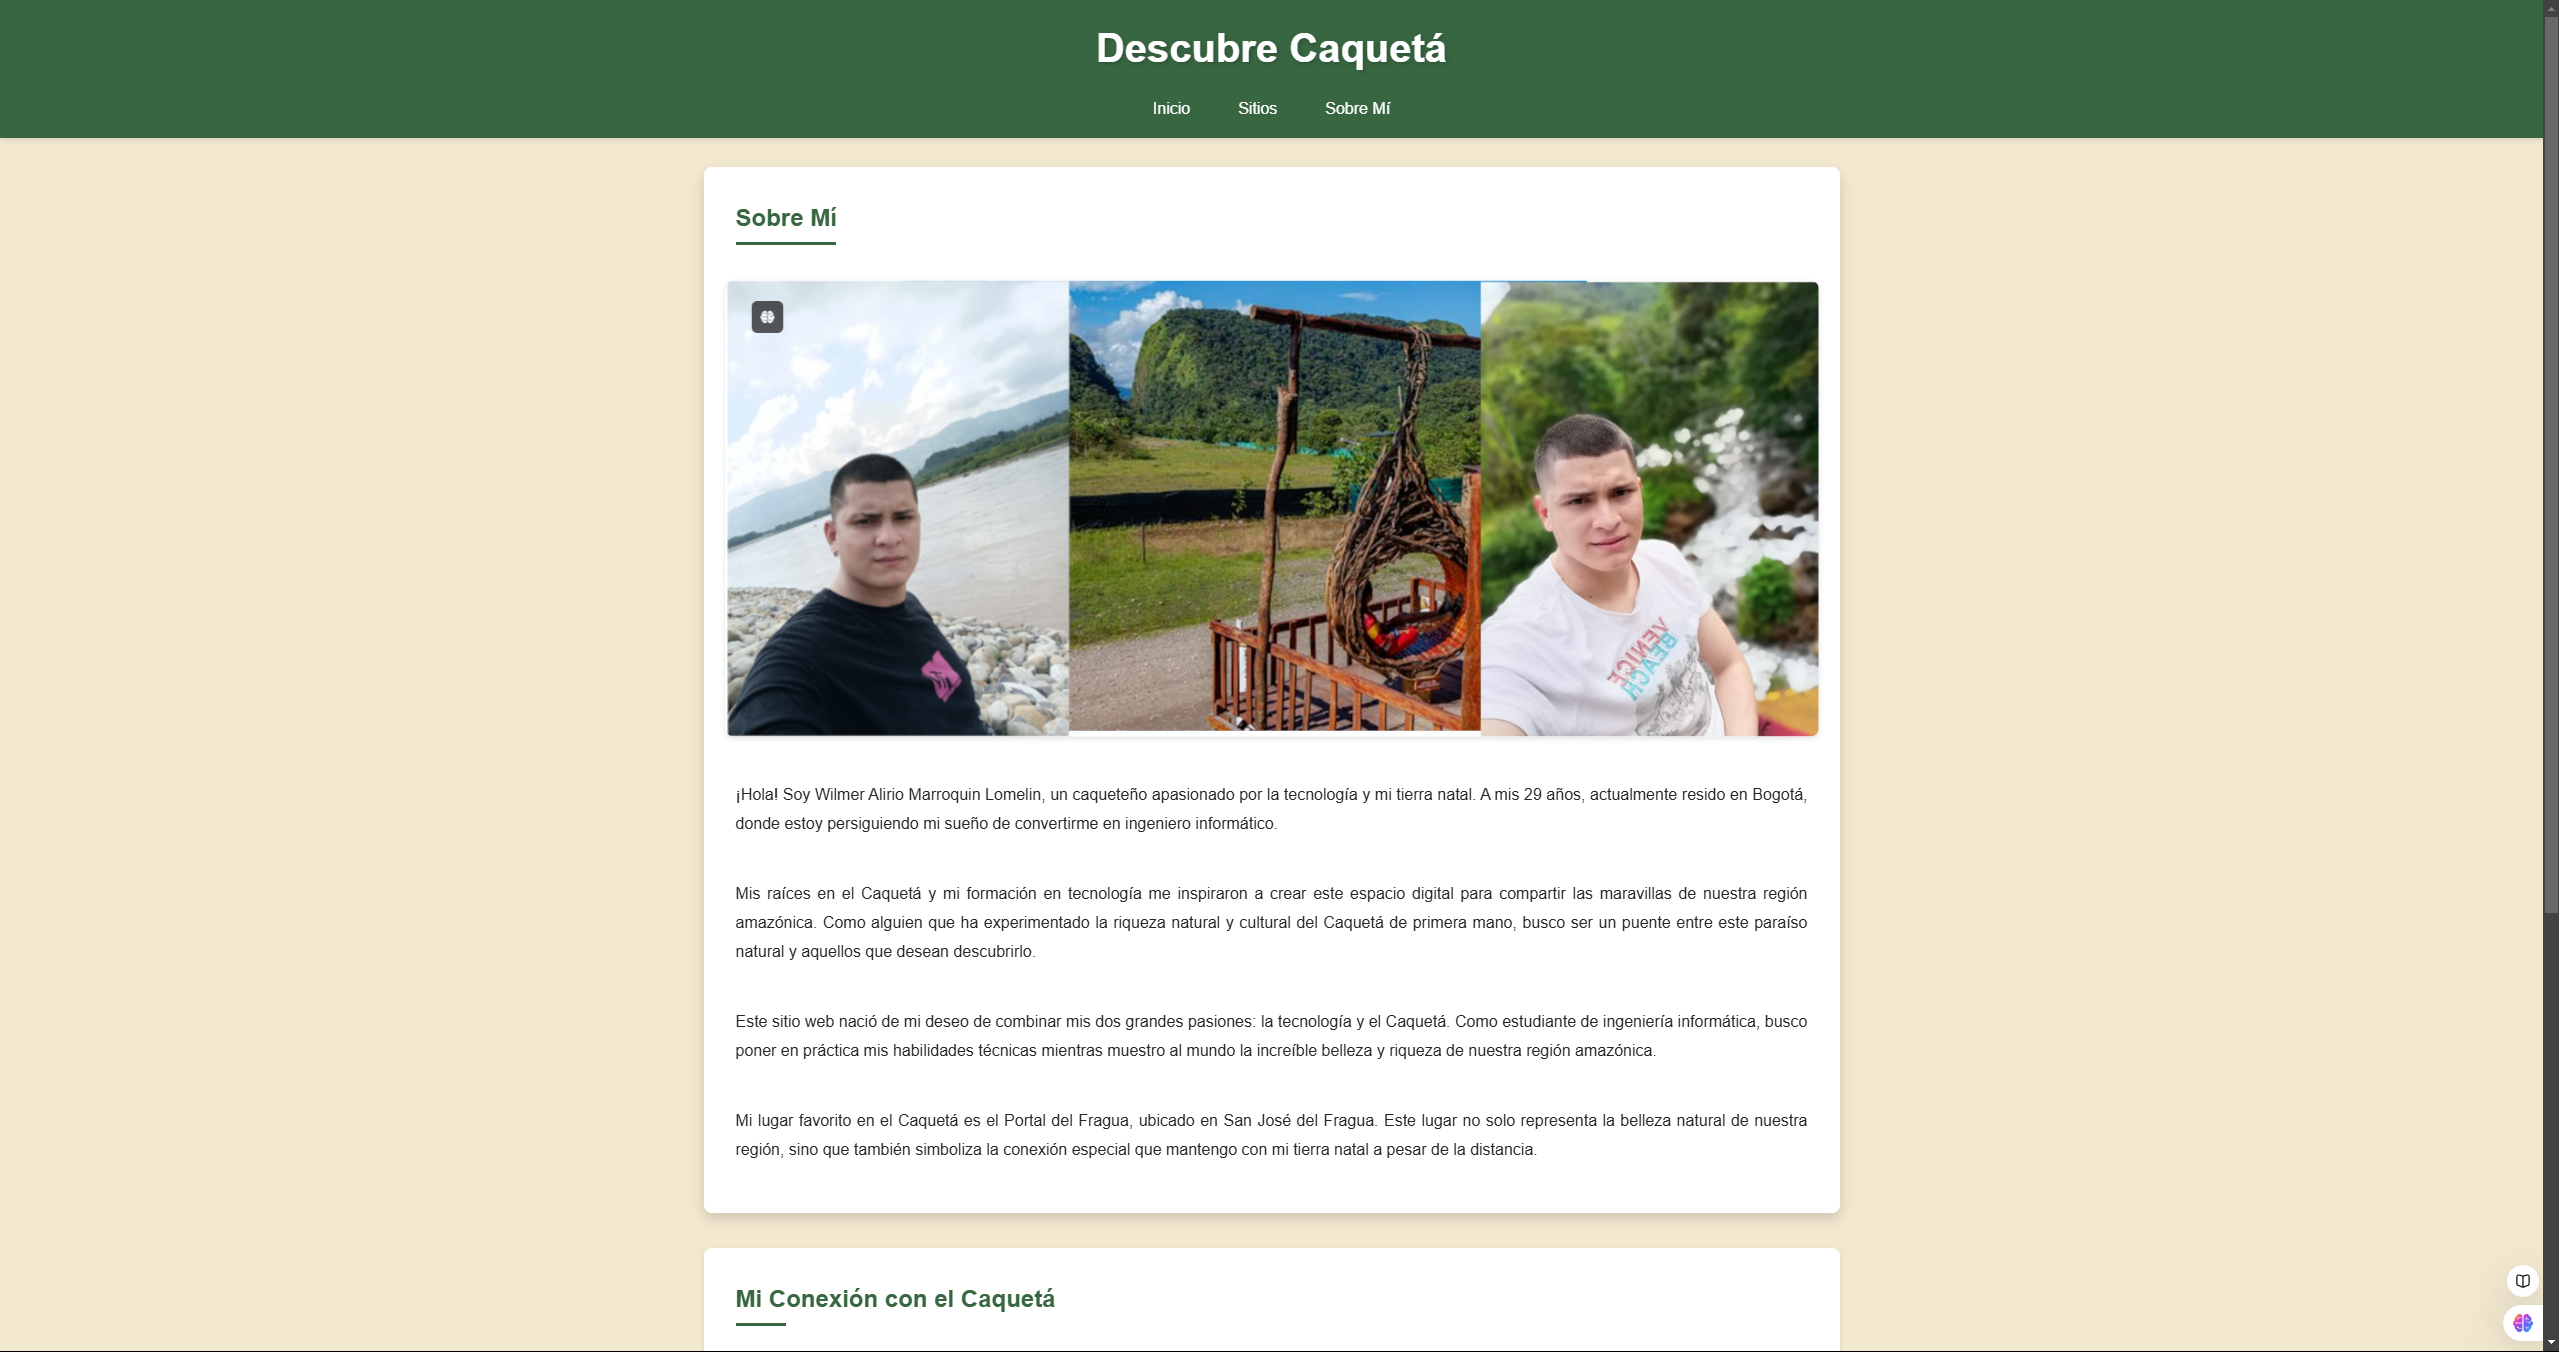 Descubre Caquetá
Inicio Sitios Sobre Mí
Sobre Mí
VENICE
BEACH
¡Hola! Soy Wilmer Alirio Marroquin Lomelin, un caqueteño apasionado por la tecnología y mi tierra natal. A mis 29 años, actualmente resido en Bogotá,
donde estoy persiguiendo mi sueño de convertirme en ingeniero informático.
Mis raíces en el Caquetá y mi formación en tecnología me inspiraron a crear este espacio digital para compartir las maravillas de nuestra región
amazónica. Como alguien que ha experimentado la riqueza natural y cultural del Caquetá de primera mano, busco ser un puente entre este paraíso
natural y aquellos que desean descubrirlo.
Este sitio web nació de mi deseo de combinar mis dos grandes pasiones: la tecnología y el Caquetá. Como estudiante de ingeniería informática, busco
poner en práctica mis habilidades técnicas mientras muestro al mundo la increíble belleza y riqueza de nuestra región amazónica.
Mi lugar favorito en el Caquetá es el Portal del Fragua, ubicado en San José del Fragua. Este lugar no solo representa la belleza natural de nuestra
región, sino que también simboliza la conexión especial que mantengo con mi tierra natal a pesar de la distancia.
Mi Conexión con el Caquetá